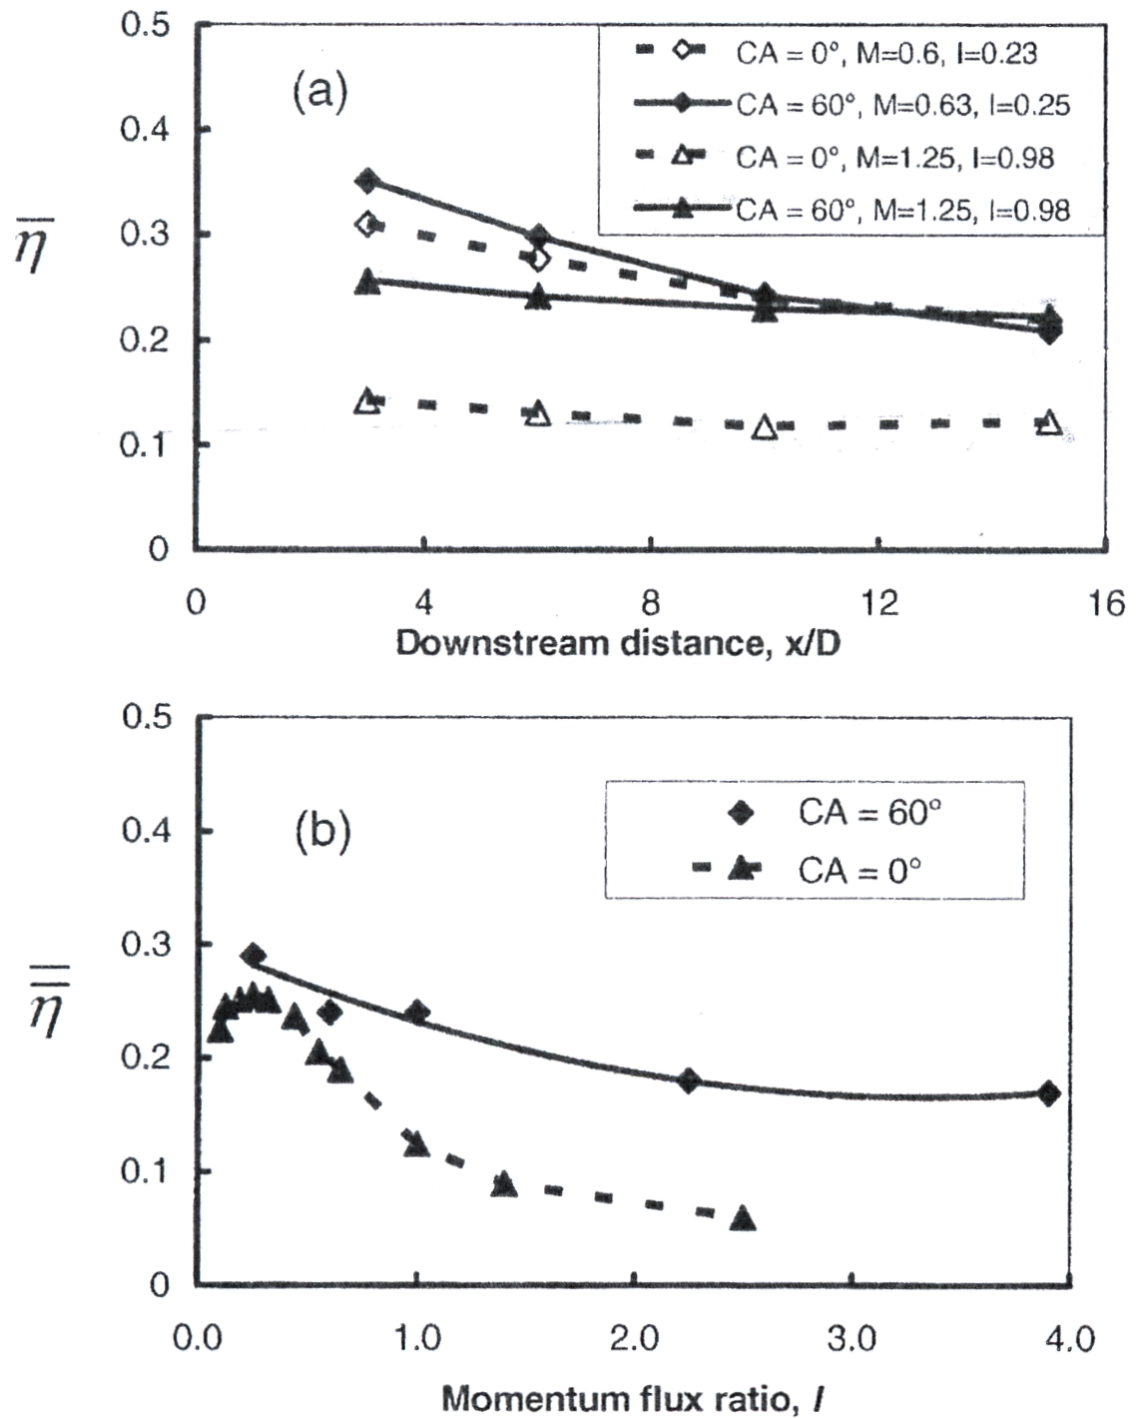 0.5
(a)
CA = 0°, M=0.6, I=0.23
CA = 60°, M=0.63, I=0.25
CA = 0°, M=1.25, I=0.98
CA = 60°, M=1.25, I=0.98
0.4
0.3
η̿
0.2
0.1
0
0 4 8 12 16
Downstream distance, x/D
0.5
(b)
CA = 60°
CA = 0°
0.4
0.3
η̿
0.2
0.1
0
0.0 1.0 2.0 3.0 4.0
Momentum flux ratio, I